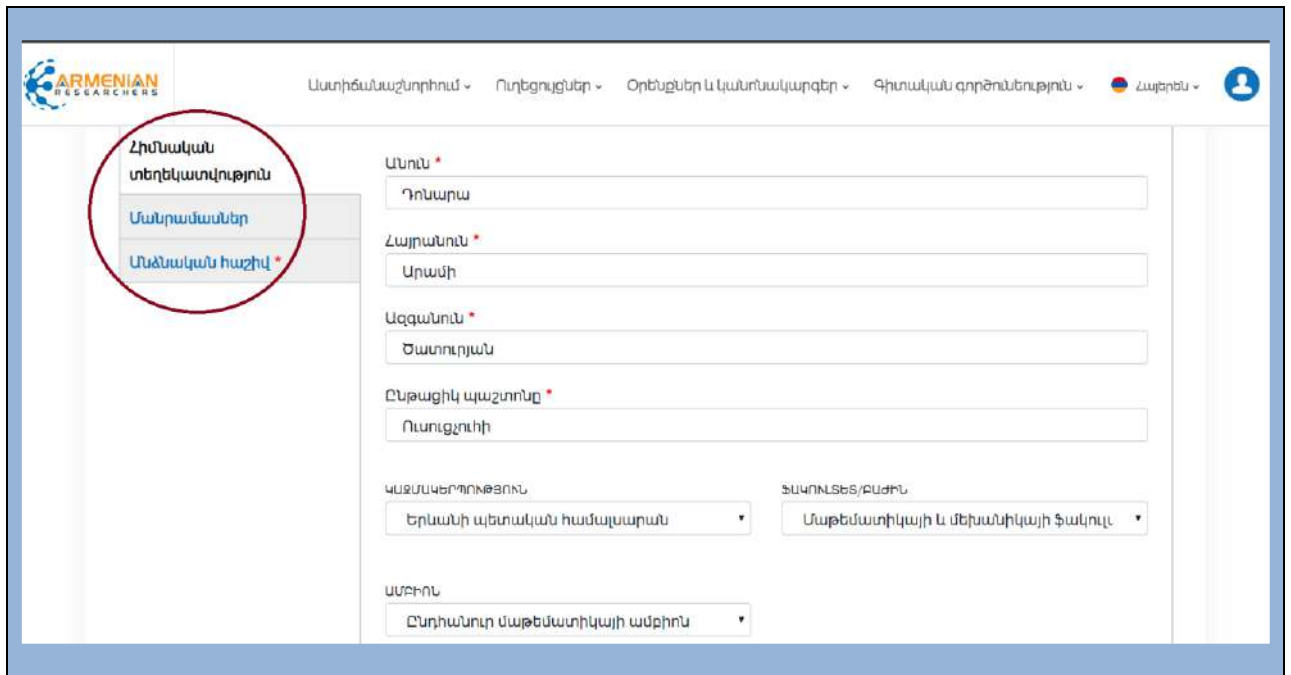 ARMENIAN
RESEARCHERS
Աստիճանաշնորհում Ուղեցույցներ Օրենքներ և կանոնակարգեր Գիտական գործունեություն Հայերեն
Հիմնական
տեղեկատվություն
Մանրամասներ
Անձնական հաշիվ *
Անուն *
Դոնարա
Հայրանուն *
Արամի
Ազգանուն *
Ծատուրյան
Ընթացիկ պաշտոնը *
Ուսուցչուհի
ԿԱԶՄԱԿԵՐՊՈՒԹՅՈՒՆ ՖԱԿՈՒԼՏԵՏ/ԲԱԺԻՆ
Երևանի պետական համալսարան Մաթեմատիկայի և մեխանիկայի ֆակուլտ
ԱՄԲԻՈՆ
Ընդհանուր մաթեմատիկայի ամբիոն